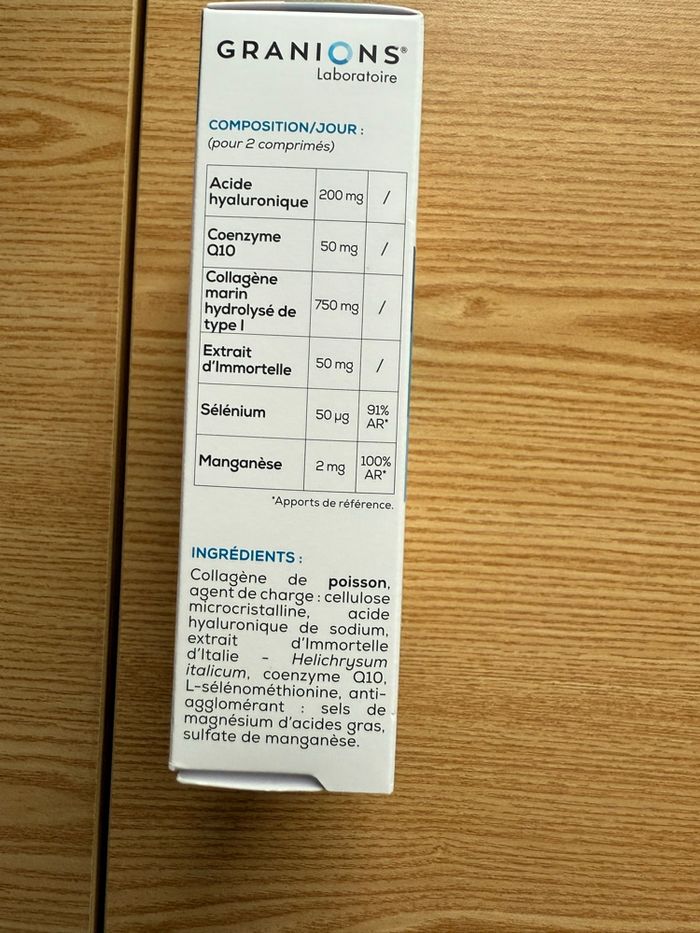 GRANIONS®
Laboratoire
COMPOSITION/JOUR :
(pour 2 comprimés)
Acide
hyaluronique
200 mg
/
Coenzyme
Q10
50 mg
/
Collagène
marin
hydrolysé de
type I
750 mg
/
Extrait
d'Immortelle
50 mg
/
Sélénium
50 µg
91%
AR*
Manganèse
2 mg
100%
AR*
*Apports de référence.
INGRÉDIENTS :
Collagène de poisson,
agent de charge : cellulose
microcristalline, acide
hyaluronique de sodium,
extrait d'Immortelle
d'Italie - Helichrysum
italicum, coenzyme Q10,
L-sélénométhionine, anti-
agglomérant : sels de
magnésium d'acides gras,
sulfate de manganèse.